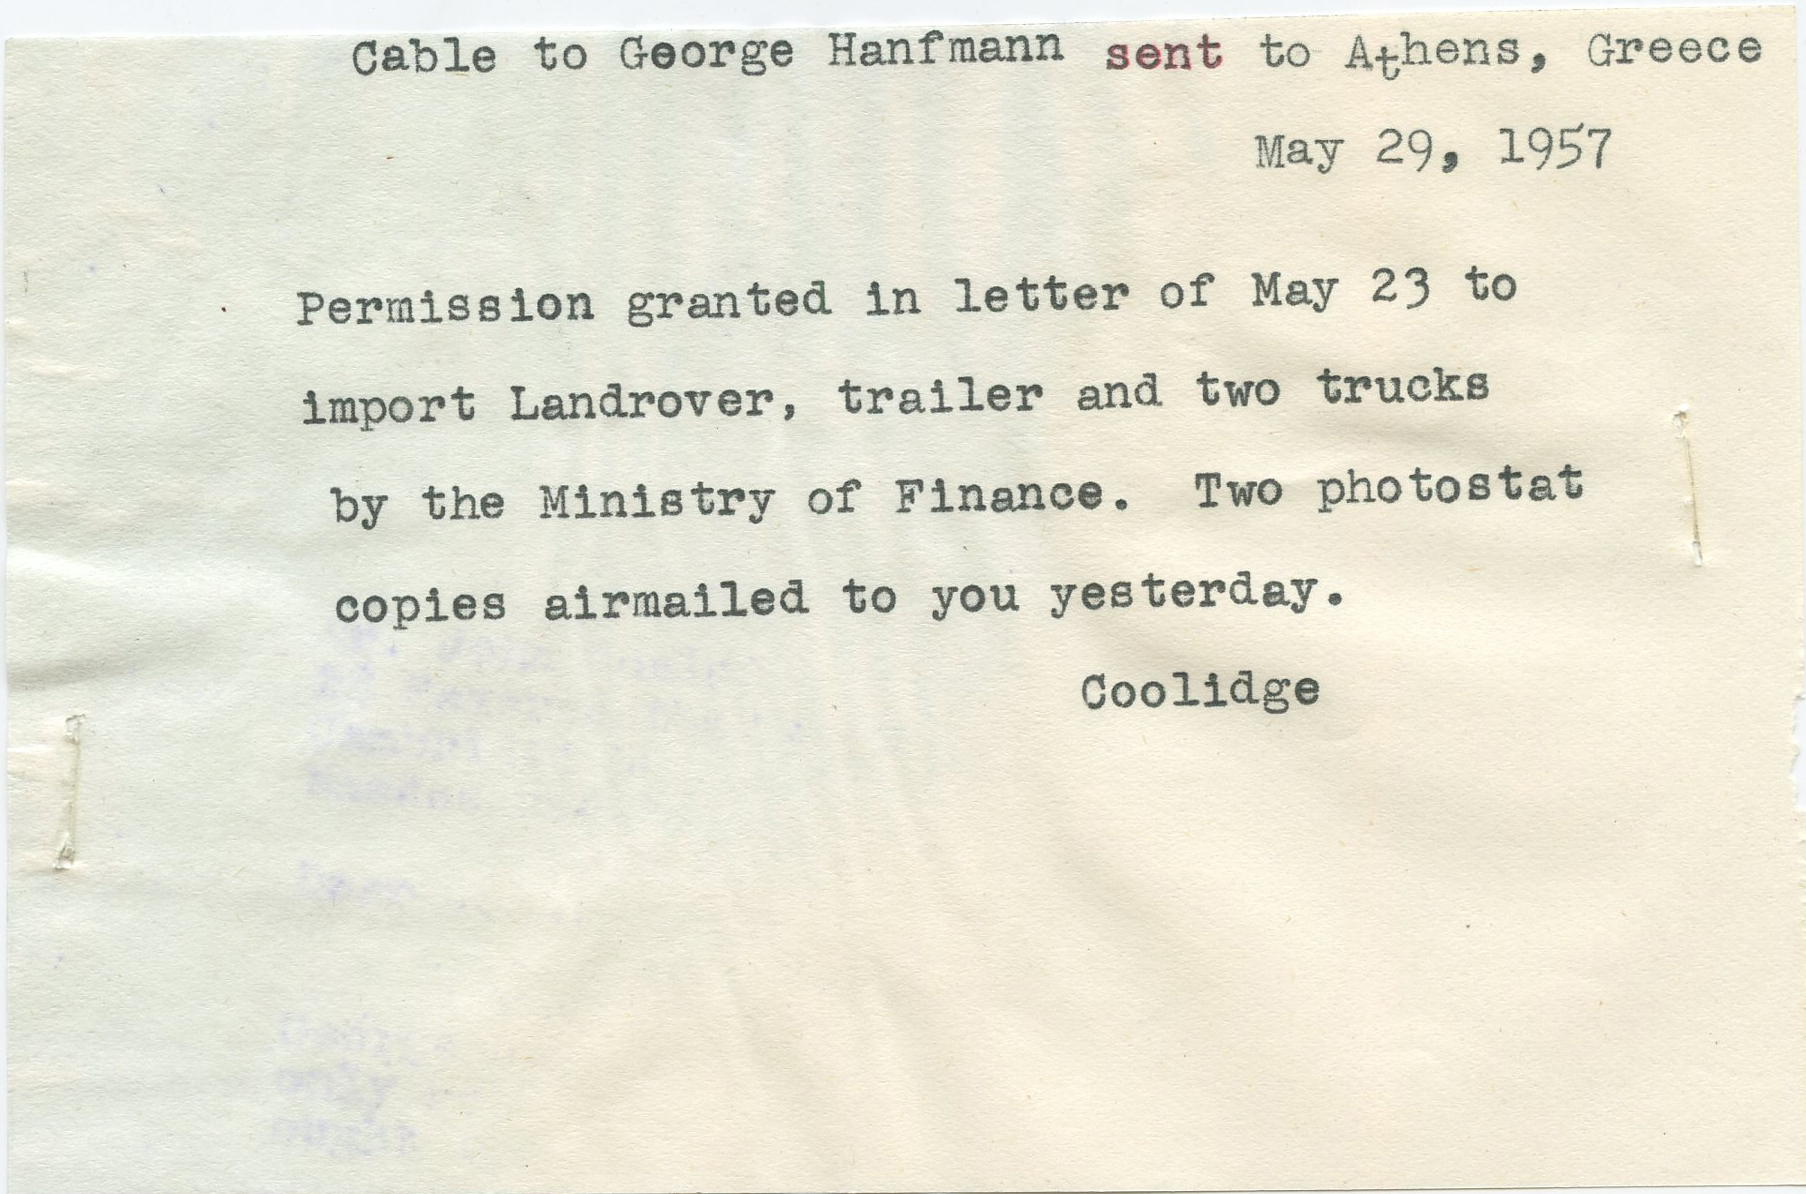 Cable to George Hanfmann sent to Athens, Greece
May 29, 1957
Permission granted in letter of May 23 to
import Landrover, trailer and two trucks
by the Ministry of Finance. Two photostat
copies airmailed to you yesterday.
Coolidge